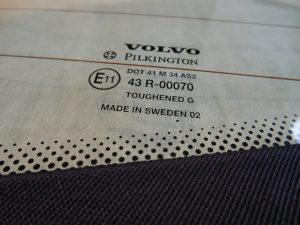 VOLVO
PILKINGTON
DOT 41 M 34 AS2
E11 43 R-00070
TOUGHENED G
MADE IN SWEDEN 02